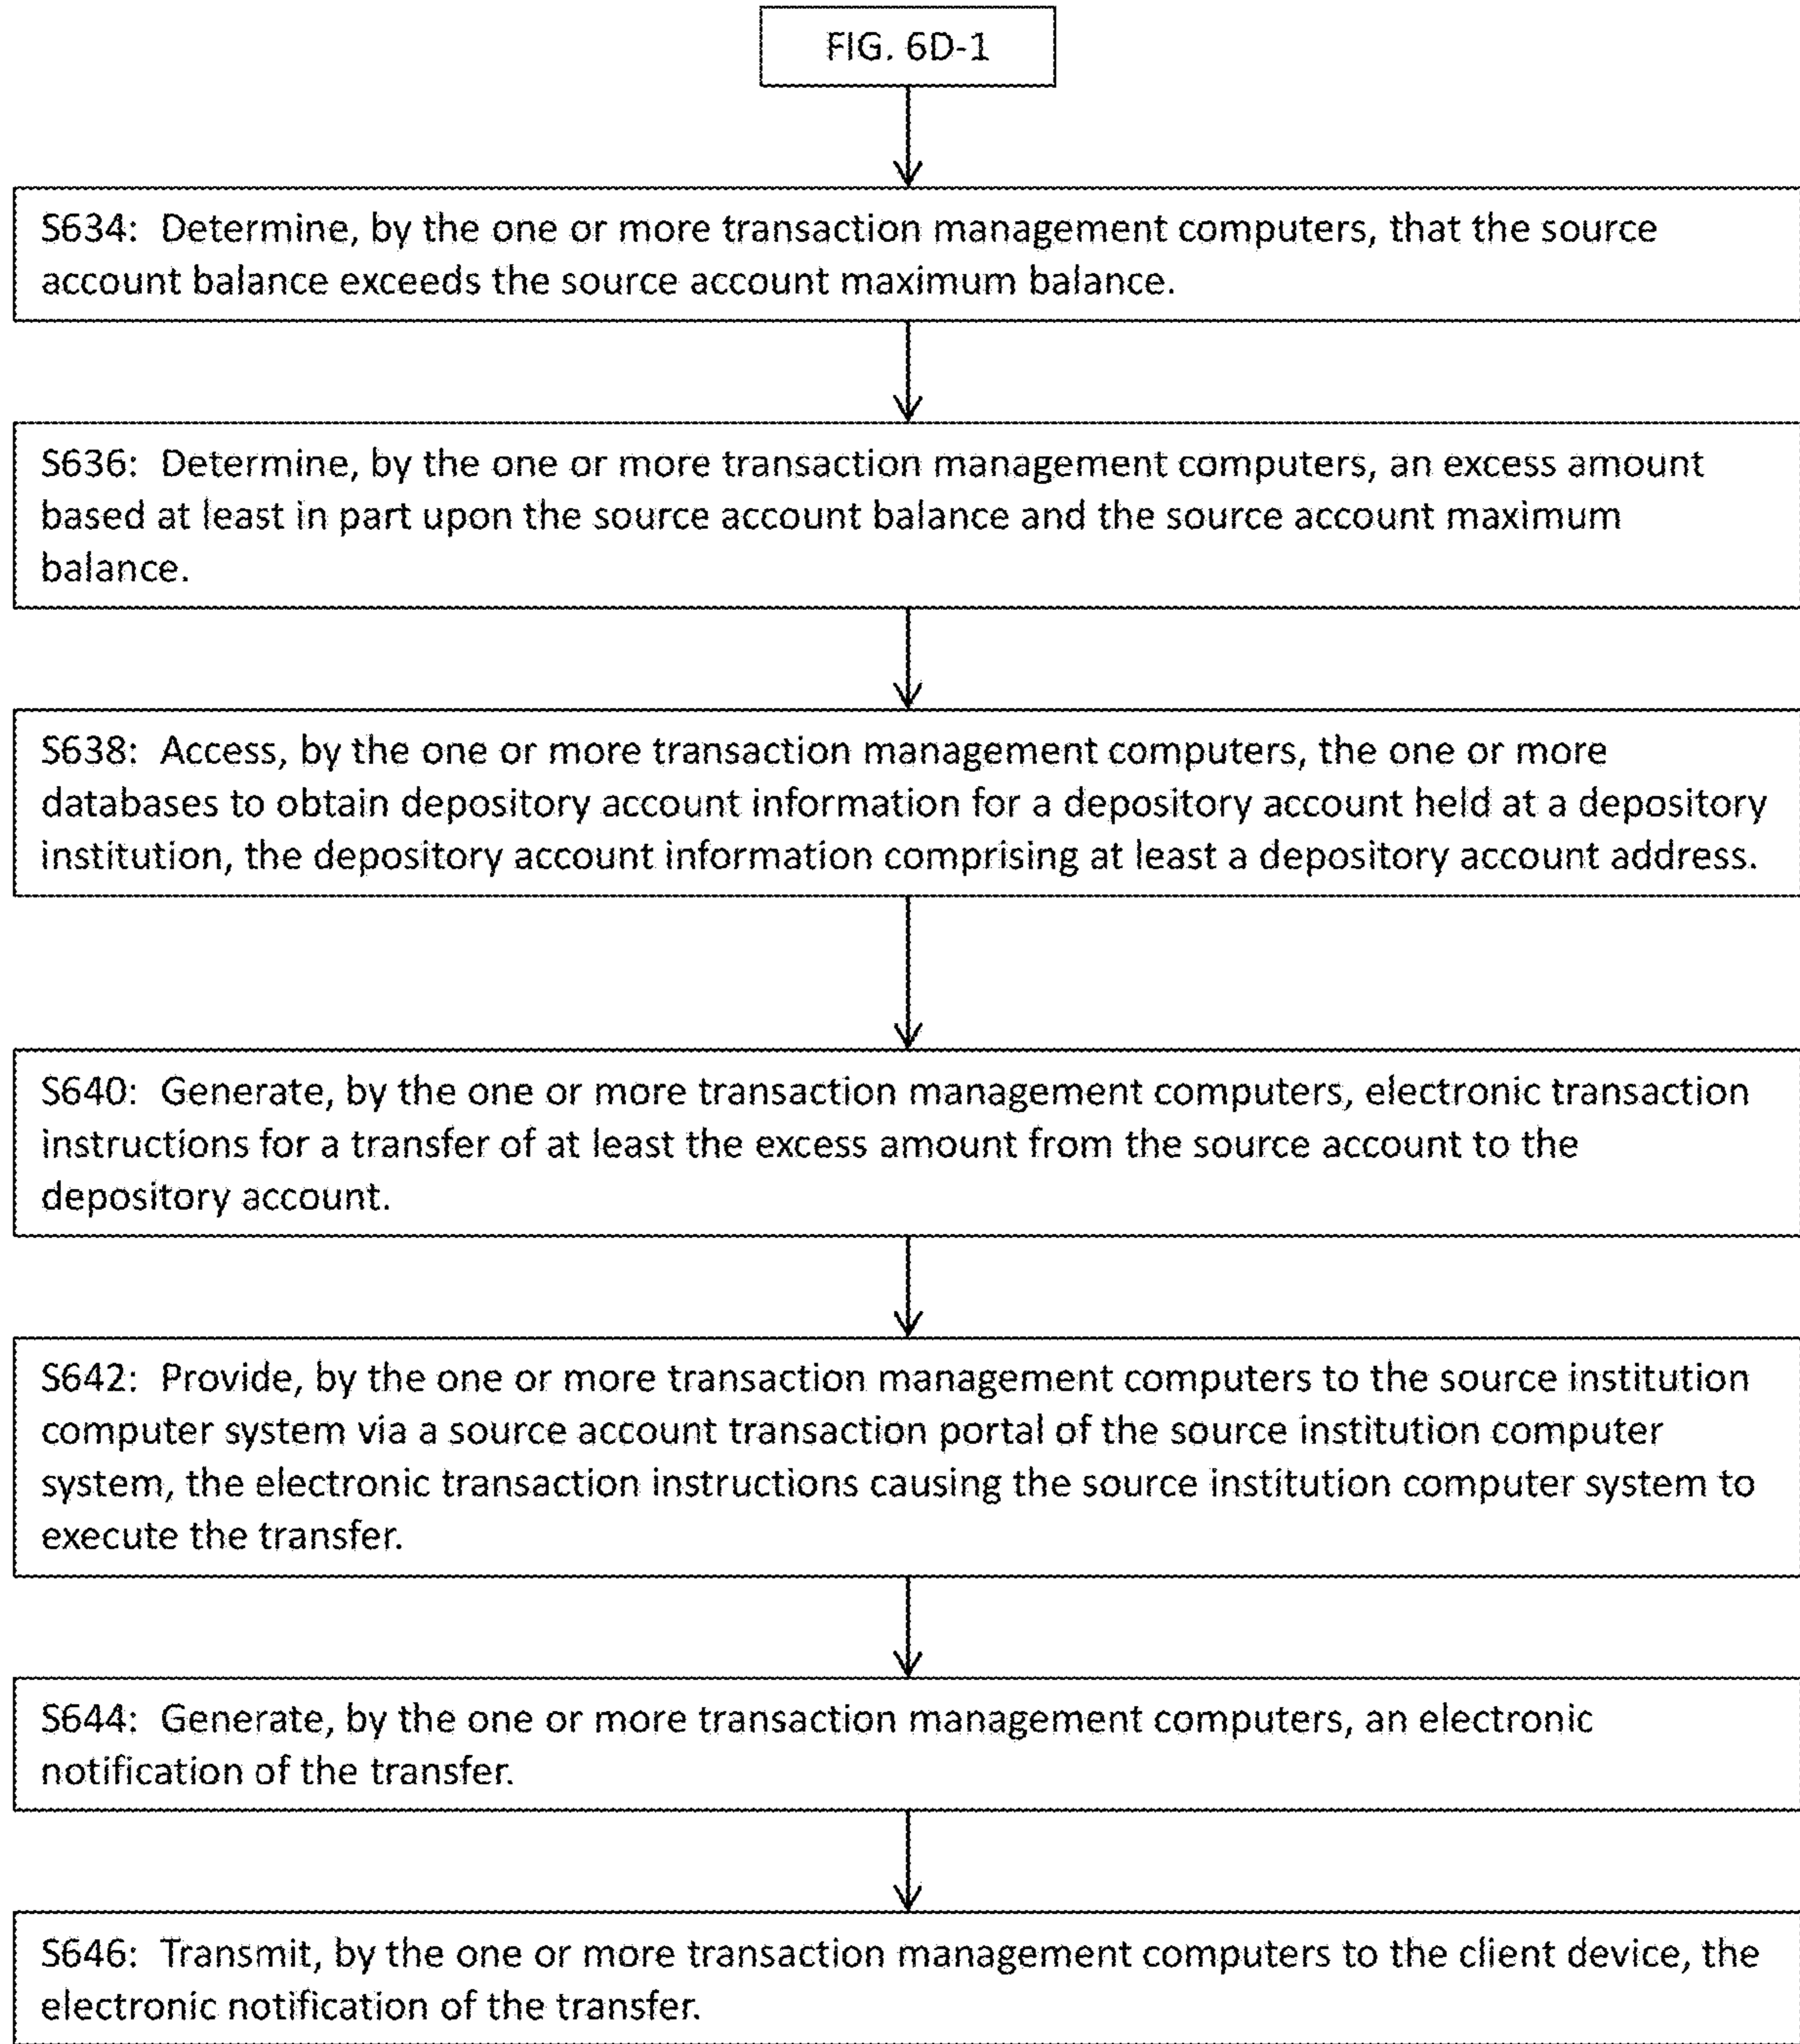 FIG. 6D-1
S634: Determine, by the one or more transaction management computers, that the source
account balance exceeds the source account maximum balance.
S636: Determine, by the one or more transaction management computers, an excess amount
based at least in part upon the source account balance and the source account maximum
balance.
S638: Access, by the one or more transaction management computers, the one or more
databases to obtain depository account information for a depository account held at a depository
institution, the depository account information comprising at least a depository account address.
S640: Generate, by the one or more transaction management computers, electronic transaction
instructions for a transfer of at least the excess amount from the source account to the
depository account.
S642: Provide, by the one or more transaction management computers to the source institution
computer system via a source account transaction portal of the source institution computer
system, the electronic transaction instructions causing the source institution computer system to
execute the transfer.
S644: Generate, by the one or more transaction management computers, an electronic
notification of the transfer.
S646: Transmit, by the one or more transaction management computers to the client device, the
electronic notification of the transfer.